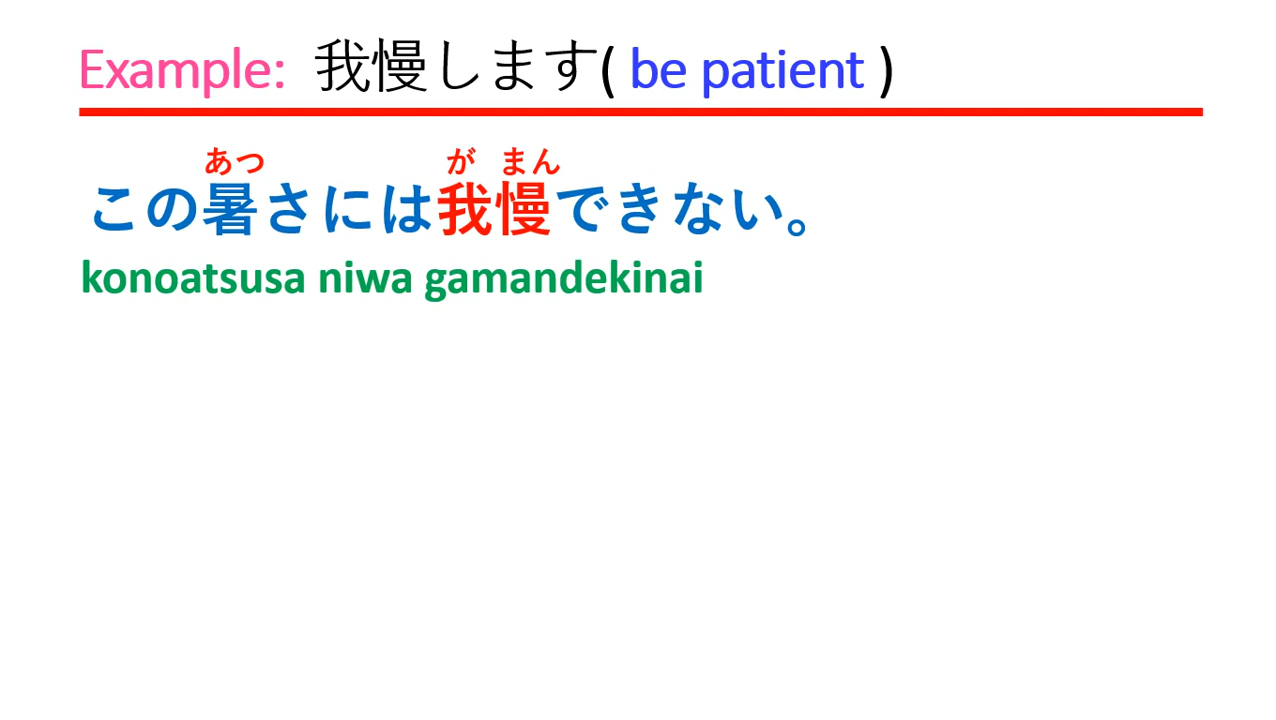 Example: 我慢します( be patient )
あつ が まん
この暑さには我慢できない。
konoatsusa niwa gamandekinai